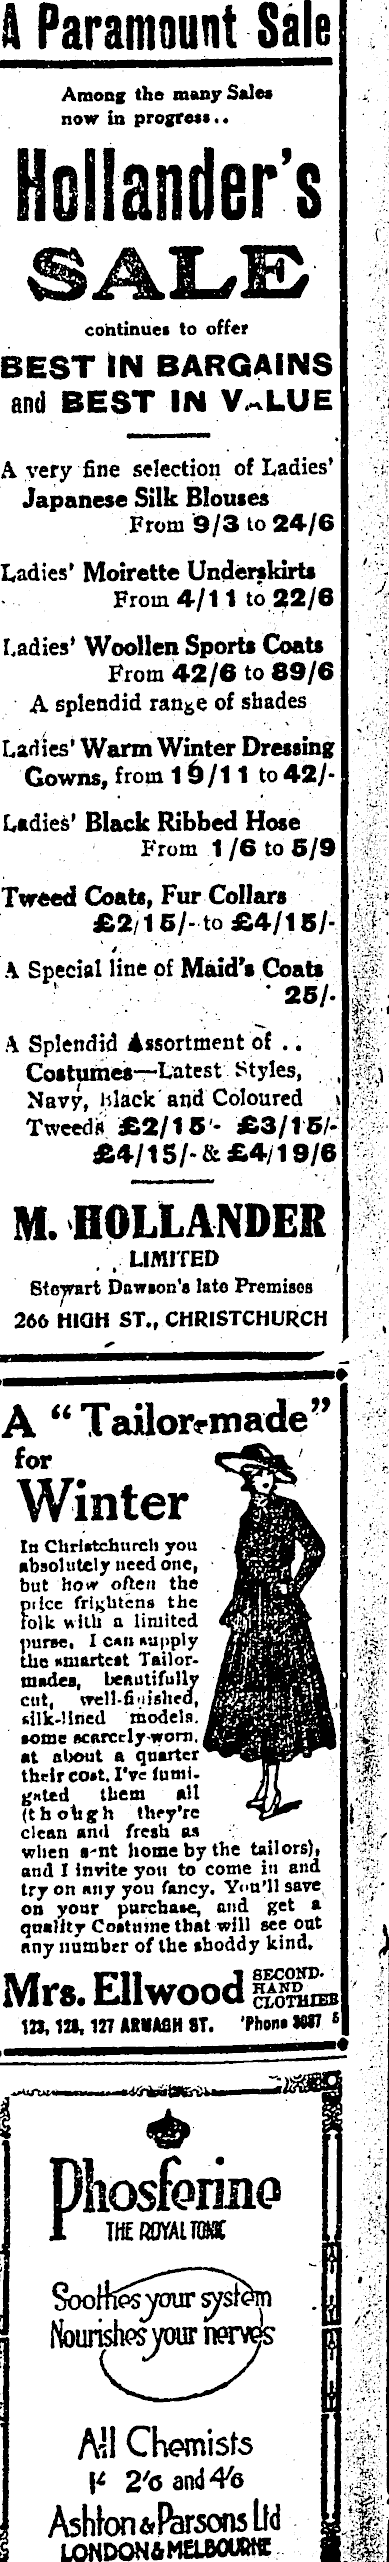 A Paramount Sale
Among the many Sales
now in progress..
Hollander's
SALE
continues to offer
BEST IN BARGAINS
and BEST IN VALUE
A very fine selection of Ladies'
Japanese Silk Blouses
From 9/3 to 24/6
Ladies' Moirette Underskirts
From 4/11 to 22/6
Ladies' Woollen Sports Coats
From 42/6 to 89/6
A splendid range of shades
Ladies' Warm Winter Dressing
Gowns, from 19/11 to 42/-
Ladies' Black Ribbed Hose
From 1/6 to 5/9
Tweed Coats, Fur Collars
£2/15/- to £4/15/-
A Special line of Maid's Coats
25/-
A Splendid Assortment of ..
Costumes—Latest Styles,
Navy, Black and Coloured
Tweeds £2/15/- £3/15/-
£4/15/- & £4/19/6
M. HOLLANDER
LIMITED
Stewart Dawson's late Premises
266 HIGH ST., CHRISTCHURCH
A "Tailor-made"
for
Winter
In Christchurch you
absolutely need one,
but how often the
price frightens the
folk with a limited
purse. I can supply
the smartest Tailor-
mades, beautifully
cut, well-finished,
silk-lined models,
some scarcely worn,
at about a quarter
their cost. I've fumi-
gated them all
(though they're
clean and fresh as
when sent home by the tailors),
and I invite you to come in and
try on any you fancy. You'll save
on your purchase, and get a
quality Costume that will see out
any number of the shoddy kind.
Mrs. Ellwood
SECOND-
HAND
CLOTHIER
123, 127 ARMAGH ST. 'Phone
Phosferine
THE ROYAL TONIC
Soothes your system
Nourishes your nerves
All Chemists
1/- 2/6 and 4/6
Ashton & Parsons Ltd
LONDON & MELBOURNE